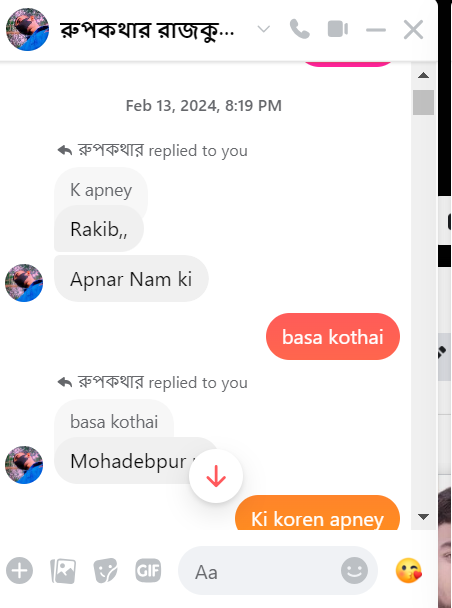 রুপকথার রাজকু...
Feb 13, 2024, 8:19 PM
রুপকথার replied to you
K apney
Rakib,,
Apnar Nam ki
basa kothai
রুপকথার replied to you
basa kothai
Mohadebpur
Ki koren apney
GIF
Aa